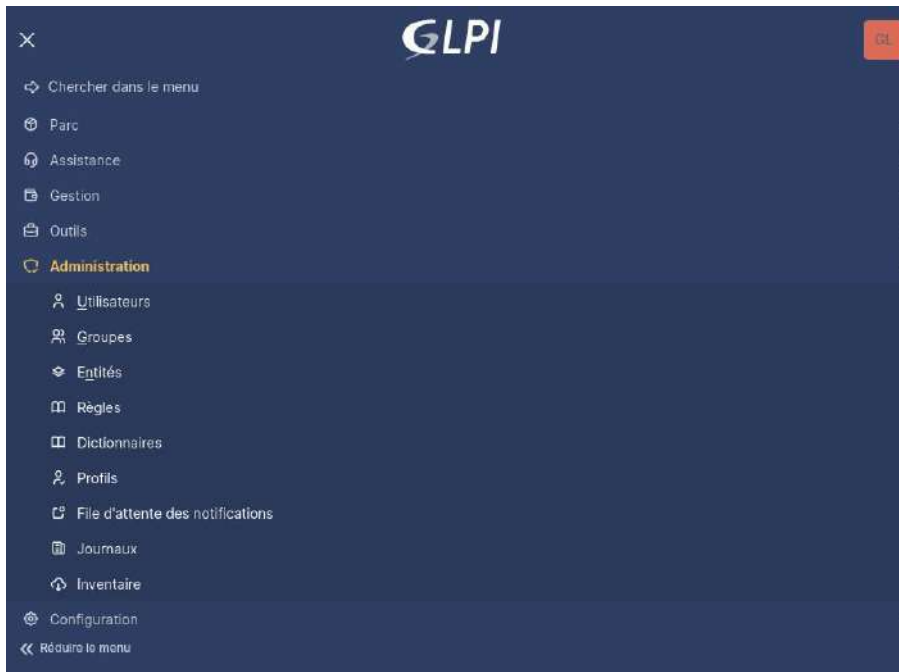 GLPI
GL
Chercher dans le menu
Parc
Assistance
Gestion
Outils
Administration
Utilisateurs
Groupes
Entités
Règles
Dictionnaires
Profils
File d'attente des notifications
Journaux
Inventaire
Configuration
Réduire le menu